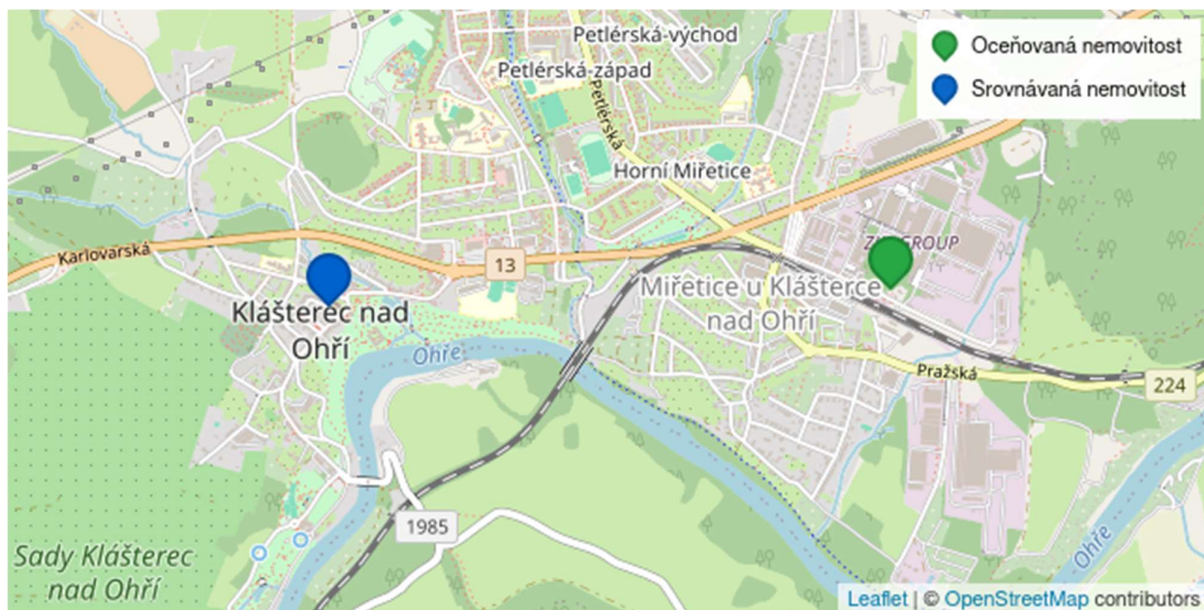 Petlérská-východ
Petlérská-západ
Petlérská
Horní Miřetice
Oceňovaná nemovitost
Srovnávaná nemovitost
Karlovarská
13
GROUP
Klášterec nad
Ohří
Miřetice u Klášterce
nad Ohří
Ohře
Pražská
224
1985
Sady Klášterec
nad Ohří
Ohře
Leaflet | © OpenStreetMap contributors